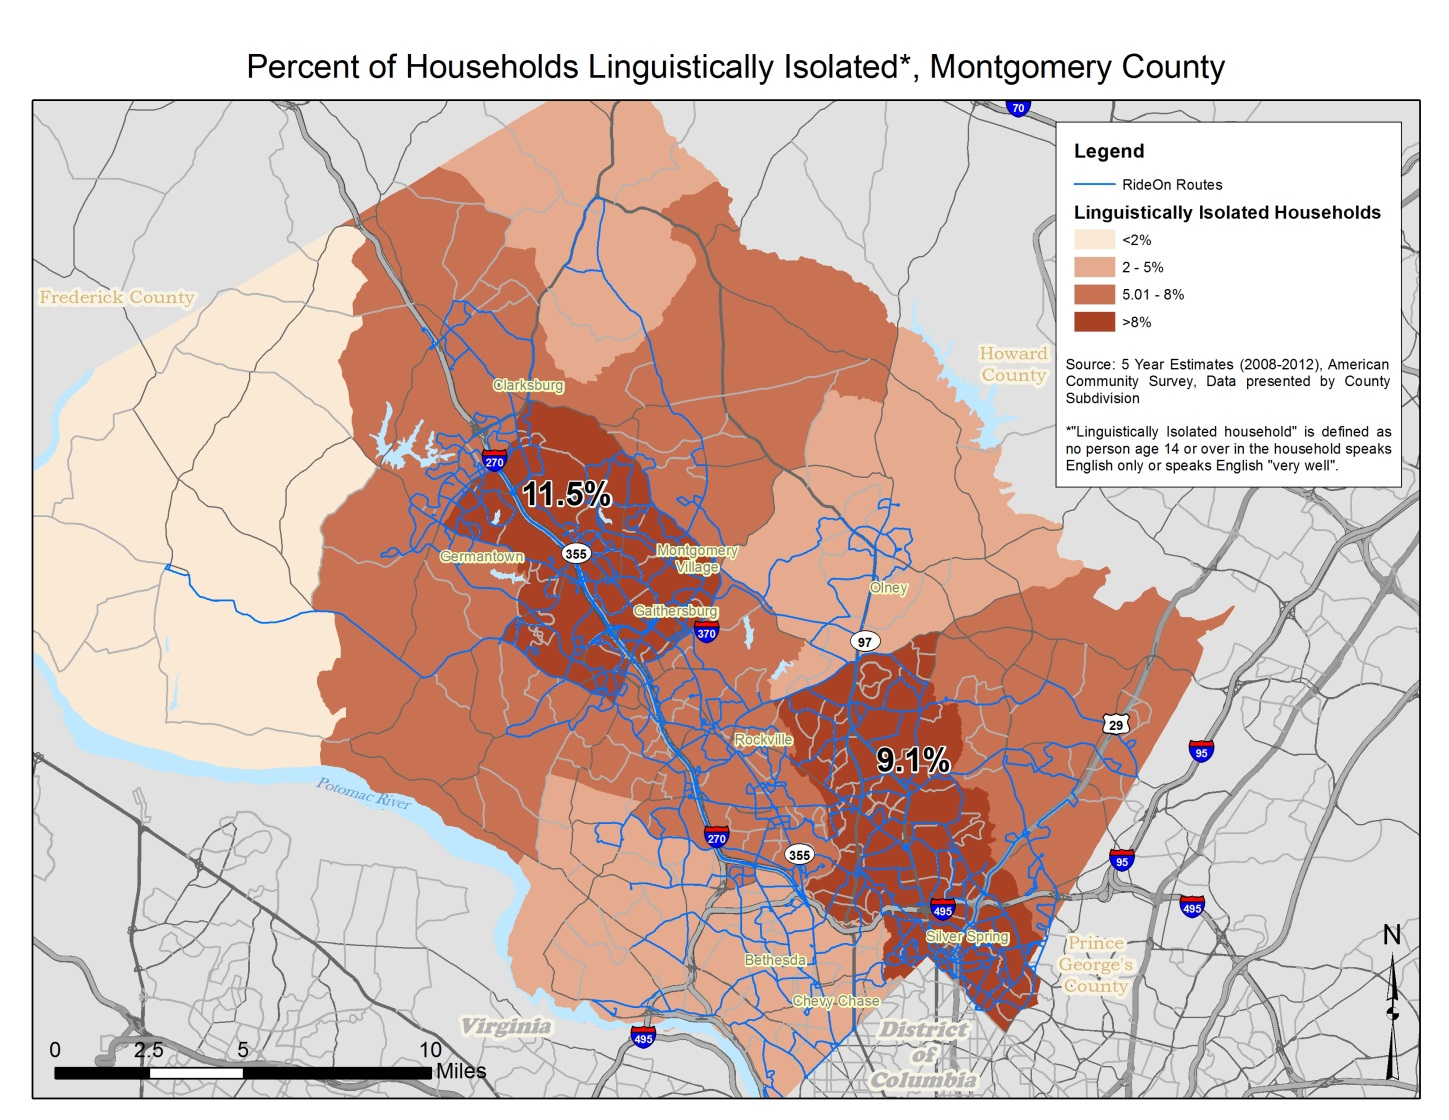 Percent of Households Linguistically Isolated*, Montgomery County
70
Legend
RideOn Routes
Linguistically Isolated Households
<2%
2 - 5%
5.01 - 8%
>8%
Source: 5 Year Estimates (2008-2012), American
Community Survey, Data presented by County
Subdivision
*"Linguistically Isolated household" is defined as
no person age 14 or over in the household speaks
English only or speaks English "very well".
Frederick County
Howard
County
Clarksburg
270
11.5%
355
Germantown
Montgomery
Village
Olney
Gaithersburg
370
97
29
Rockville
95
9.1%
Potomac River
270
355
95
495
495
Silver Spring
Prince
George's
County
N
Bethesda
Chevy Chase
Virginia
495
District
of
Columbia
0 2.5 5 10
Miles